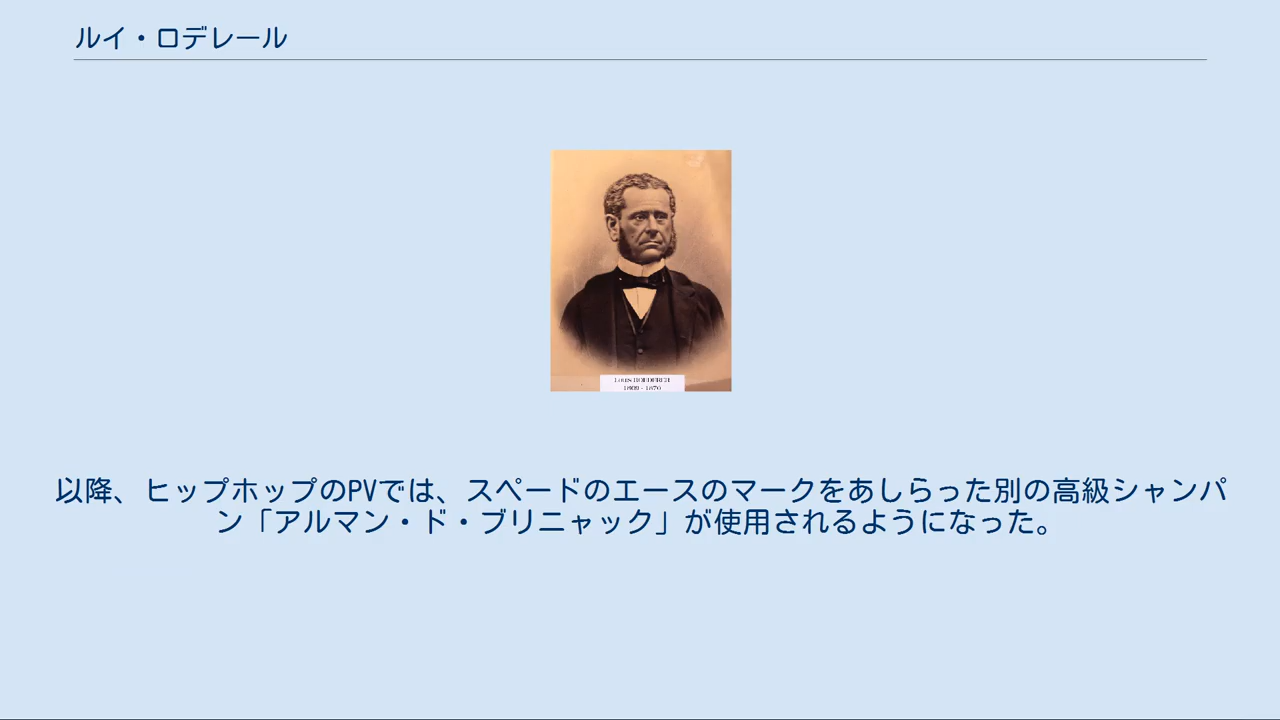 ルイ・ロデレール
1809 - 1870
以降、ヒップホップのPVでは、スペードのエースのマークをあしらった別の高級シャンパ
ン「アルマン・ド・ブリニャック」が使用されるようになった。